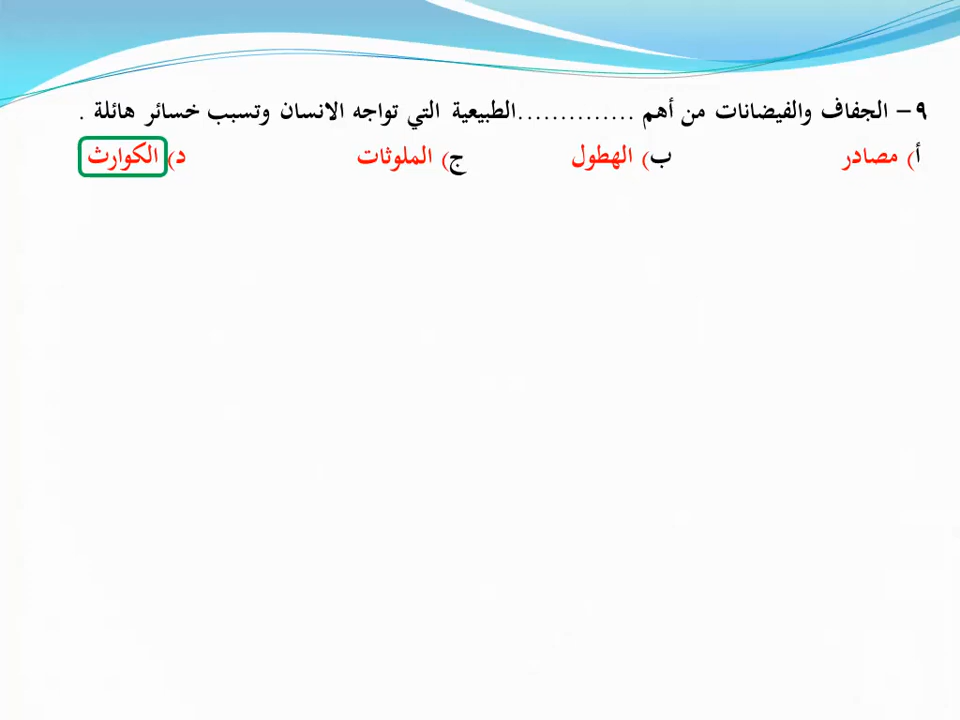 ٩ – الجفاف والفيضانات من أهم ..............الطبيعية التي تواجه الانسان وتسبب خسائر هائلة .
أ) مصادر ب) الهطول ج) الملوثات د) الكوارث